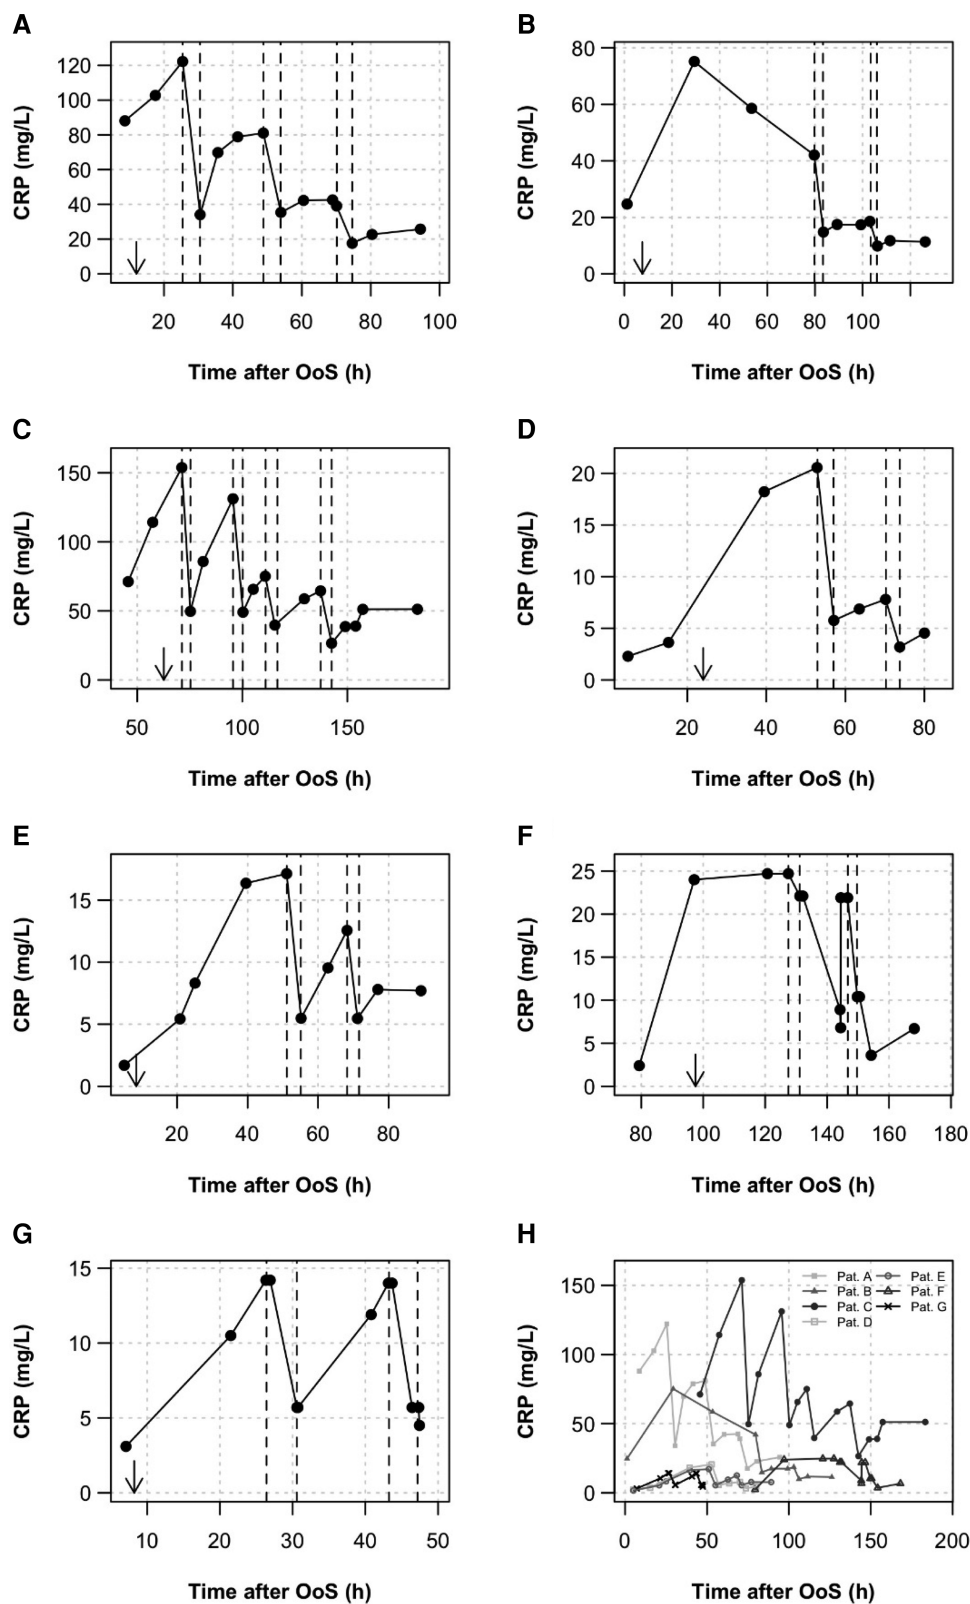 A
CRP (mg/L)
120
100
80
60
40
20
0
20 40 60 80 100
Time after OoS (h)
B
CRP (mg/L)
80
60
40
20
0
0 20 40 60 80 100
Time after OoS (h)
C
CRP (mg/L)
150
100
50
0
50 100 150
Time after OoS (h)
D
CRP (mg/L)
20
15
10
5
0
20 40 60 80
Time after OoS (h)
E
CRP (mg/L)
15
10
5
0
20 40 60 80
Time after OoS (h)
F
CRP (mg/L)
25
20
15
10
5
0
80 100 120 140 160 180
Time after OoS (h)
G
CRP (mg/L)
15
10
5
0
10 20 30 40 50
Time after OoS (h)
H
CRP (mg/L)
150
100
50
0
Pat. A Pat. E
Pat. B Pat. F
Pat. C Pat. G
Pat. D
0 50 100 150 200
Time after OoS (h)